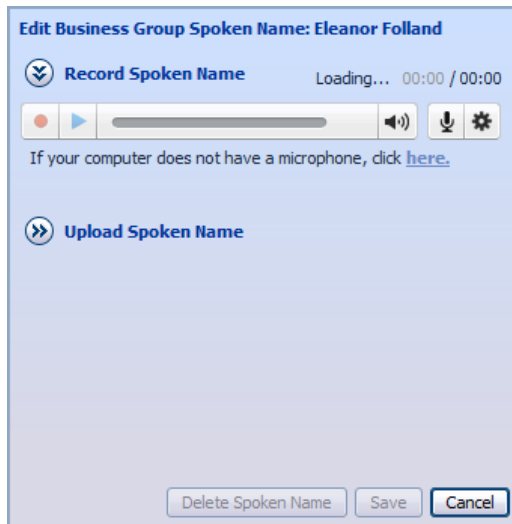 Edit Business Group Spoken Name: Eleanor Folland
Record Spoken Name Loading... 00:00 / 00:00
If your computer does not have a microphone, click here.
Upload Spoken Name
Delete Spoken Name Save Cancel